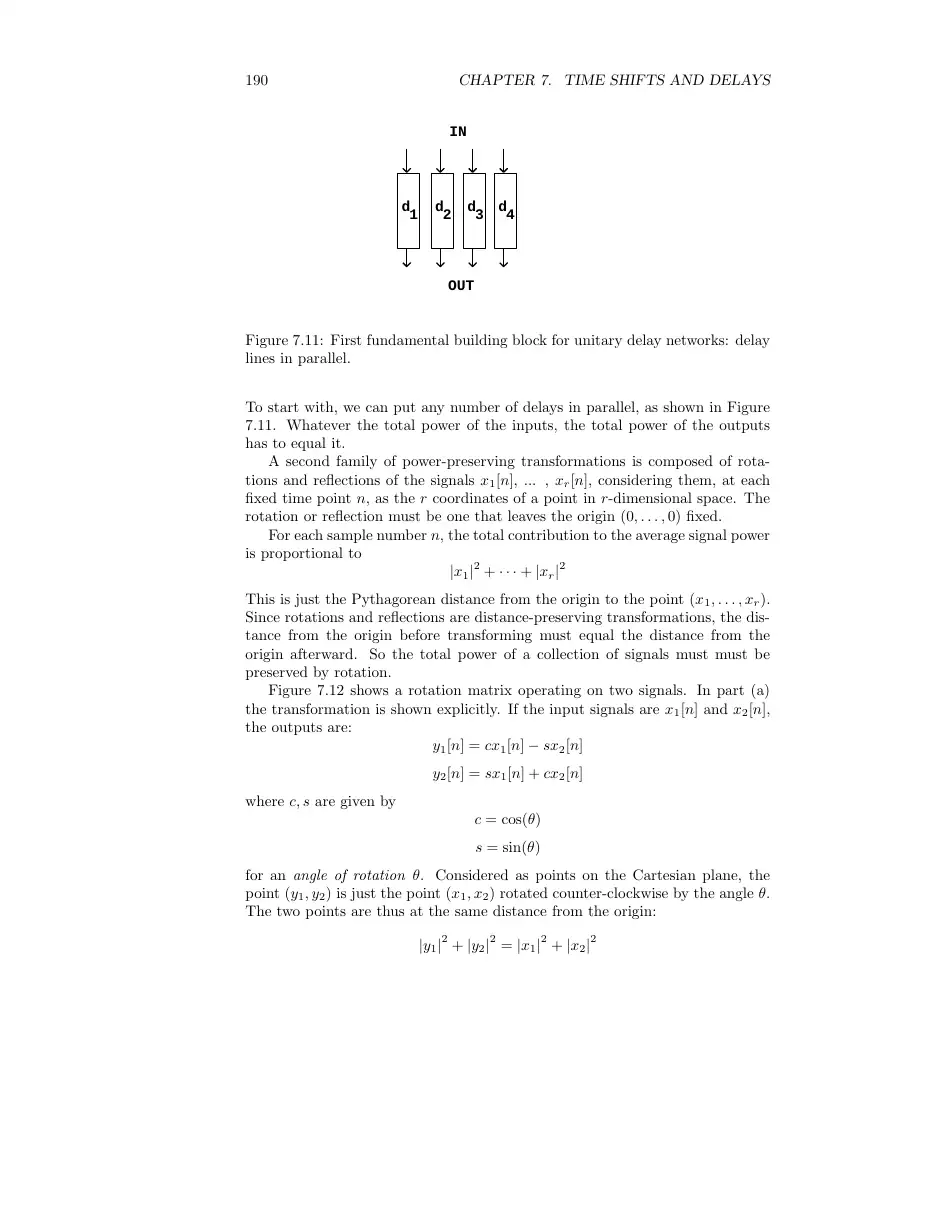 190 CHAPTER 7. TIME SHIFTS AND DELAYS
IN
d1 d2 d3 d4
OUT
Figure 7.11: First fundamental building block for unitary delay networks: delay
lines in parallel.
To start with, we can put any number of delays in parallel, as shown in Figure
7.11. Whatever the total power of the inputs, the total power of the outputs
has to equal it.
A second family of power-preserving transformations is composed of rota-
tions and reflections of the signals x₁[n], ... , xᵣ[n], considering them, at each
fixed time point n, as the r coordinates of a point in r-dimensional space. The
rotation or reflection must be one that leaves the origin (0, . . . , 0) fixed.
For each sample number n, the total contribution to the average signal power
is proportional to
|x₁|² + · · · + |xᵣ|²
This is just the Pythagorean distance from the origin to the point (x₁, . . . , xᵣ).
Since rotations and reflections are distance-preserving transformations, the dis-
tance from the origin before transforming must equal the distance from the
origin afterward. So the total power of a collection of signals must must be
preserved by rotation.
Figure 7.12 shows a rotation matrix operating on two signals. In part (a)
the transformation is shown explicitly. If the input signals are x₁[n] and x₂[n],
the outputs are:
y₁[n] = cx₁[n] − sx₂[n]
y₂[n] = sx₁[n] + cx₂[n]
where c, s are given by
c = cos(θ)
s = sin(θ)
for an angle of rotation θ. Considered as points on the Cartesian plane, the
point (y₁, y₂) is just the point (x₁, x₂) rotated counter-clockwise by the angle θ.
The two points are thus at the same distance from the origin:
|y₁|² + |y₂|² = |x₁|² + |x₂|²